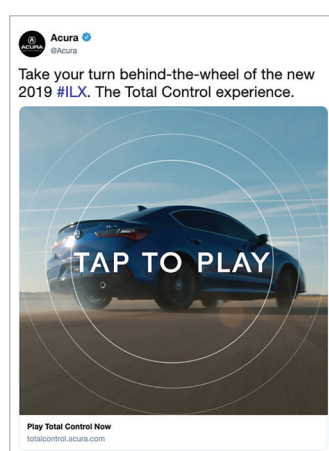 ACURA
Acura
@Acura
Take your turn behind-the-wheel of the new
2019 #ILX. The Total Control experience.
TAP TO PLAY
Play Total Control Now
totalcontrol.acura.com